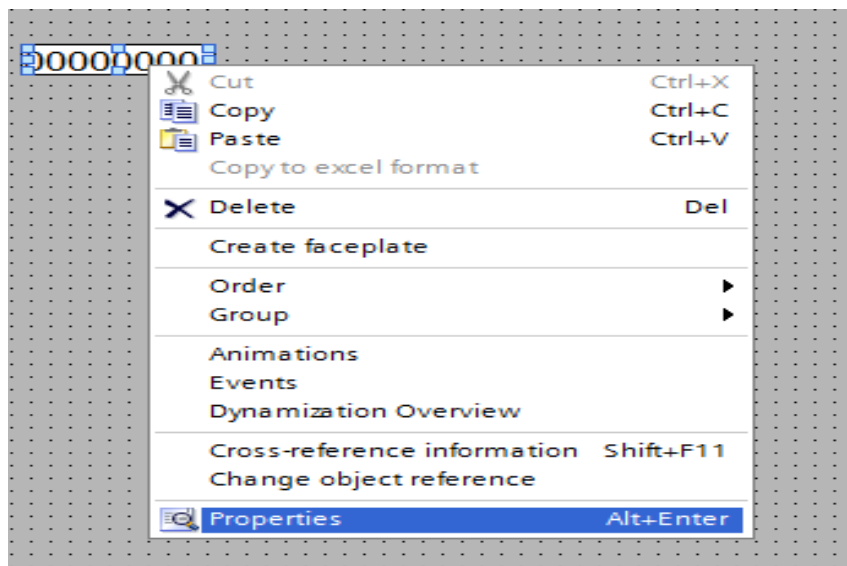 000000000
Cut Ctrl+X
Copy Ctrl+C
Paste Ctrl+V
Copy to excel format
Delete Del
Create faceplate
Order
Group
Animations
Events
Dynamization Overview
Cross-reference information Shift+F11
Change object reference
Properties Alt+Enter